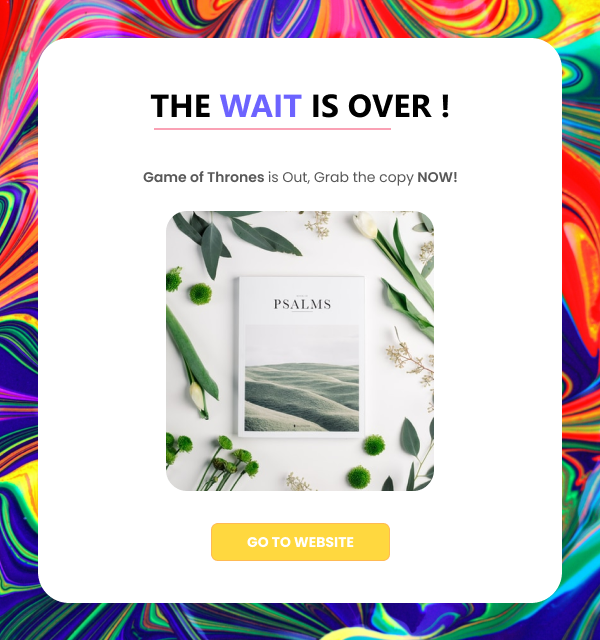 THE WAIT IS OVER !
Game of Thrones is Out, Grab the copy NOW!
PSALMS
GO TO WEBSITE